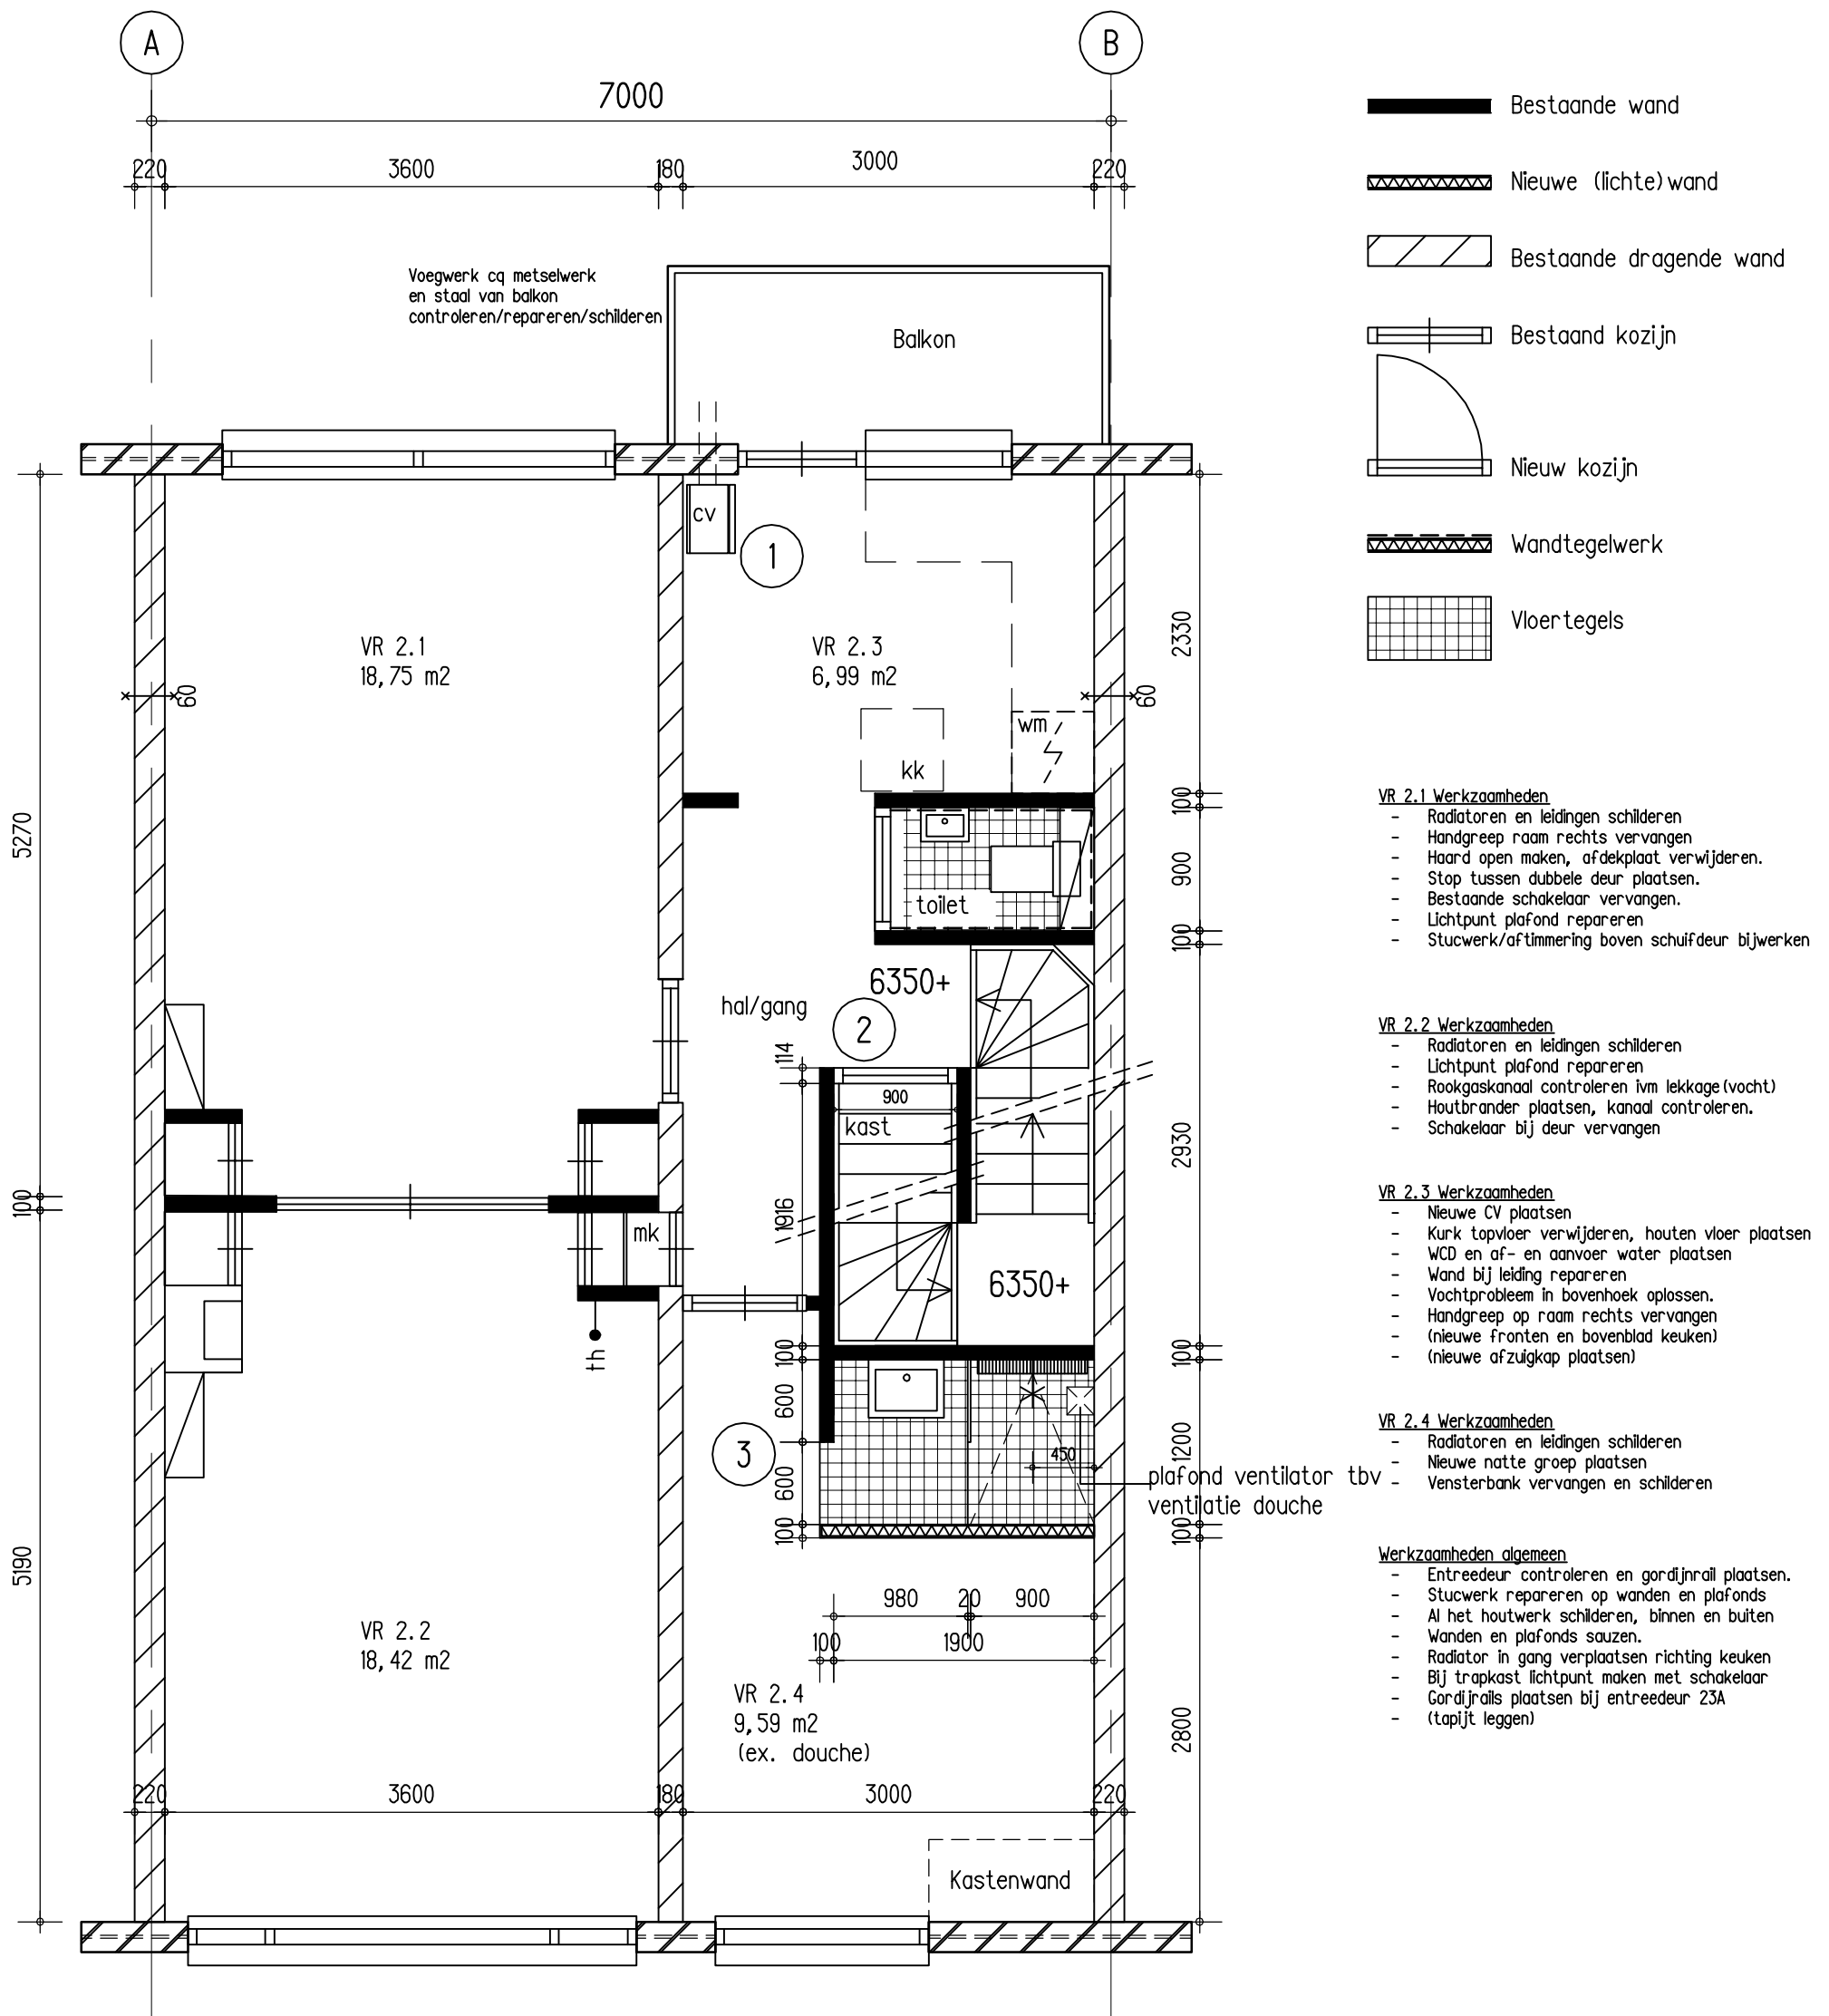 A
B
7000
220
3600
180
3000
220
Voegwerk cq metselwerk
en staal van balkon
controleren/repareren/schilderen
Balkon
cv
1
VR 2.1
18,75 m2
VR 2.3
6,99 m2
60
60
wm
kk
toilet
5270
100
5190
2330
100
900
100
2930
100
1200
100
2800
6350+
hal/gang
2
114
900
kast
1916
mk
6350+
th
100
600
600
100
3
450
plafond ventilator tbv
ventilatie douche
980
20
900
100
1900
VR 2.2
18,42 m2
VR 2.4
9,59 m2
(ex. douche)
220
3600
180
3000
220
Kastenwand
Bestaande wand
Nieuwe (lichte) wand
Bestaande dragende wand
Bestaand kozijn
Nieuw kozijn
Wandtegelwerk
Vloertegels
VR 2.1 Werkzaamheden
- Radiatoren en leidingen schilderen
- Handgreep raam rechts vervangen
- Haard open maken, afdekplaat verwijderen.
- Stop tussen dubbele deur plaatsen.
- Bestaande schakelaar vervangen.
- Lichtpunt plafond repareren
- Stucwerk/aftimmering boven schuifdeur bijwerken
VR 2.2 Werkzaamheden
- Radiatoren en leidingen schilderen
- Lichtpunt plafond repareren
- Rookgaskanaal controleren ivm lekkage(vocht)
- Houtbrander plaatsen, kanaal controleren.
- Schakelaar bij deur vervangen
VR 2.3 Werkzaamheden
- Nieuwe CV plaatsen
- Kurk topvloer verwijderen, houten vloer plaatsen
- WCD en af- en aanvoer water plaatsen
- Wand bij leiding repareren
- Vochtprobleem in bovenhoek oplossen.
- Handgreep op raam rechts vervangen
- (nieuwe fronten en bovenblad keuken)
- (nieuwe afzuigkap plaatsen)
VR 2.4 Werkzaamheden
- Radiatoren en leidingen schilderen
- Nieuwe natte groep plaatsen
- Vensterbank vervangen en schilderen
Werkzaamheden algemeen
- Entreedeur controleren en gordijnrail plaatsen.
- Stucwerk repareren op wanden en plafonds
- Al het houtwerk schilderen, binnen en buiten
- Wanden en plafonds sauzen.
- Radiator in gang verplaatsen richting keuken
- Bij trapkast lichtpunt maken met schakelaar
- Gordijrails plaatsen bij entreedeur 23A
- (tapijt leggen)